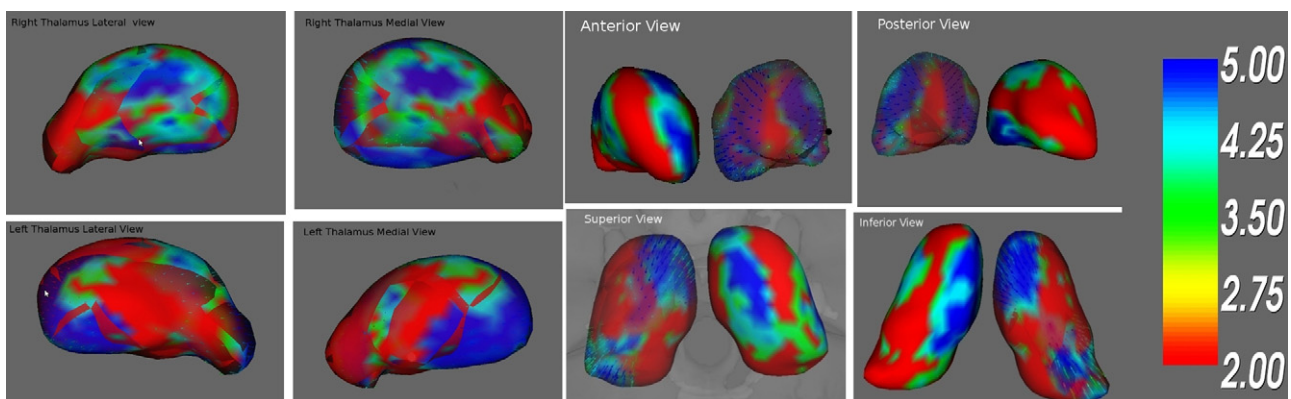 Right Thalamus Lateral view
Right Thalamus Medial View
Anterior View
Posterior View
Left Thalamus Lateral View
Left Thalamus Medial View
Superior View
Inferior View
5.00
4.25
3.50
2.75
2.00